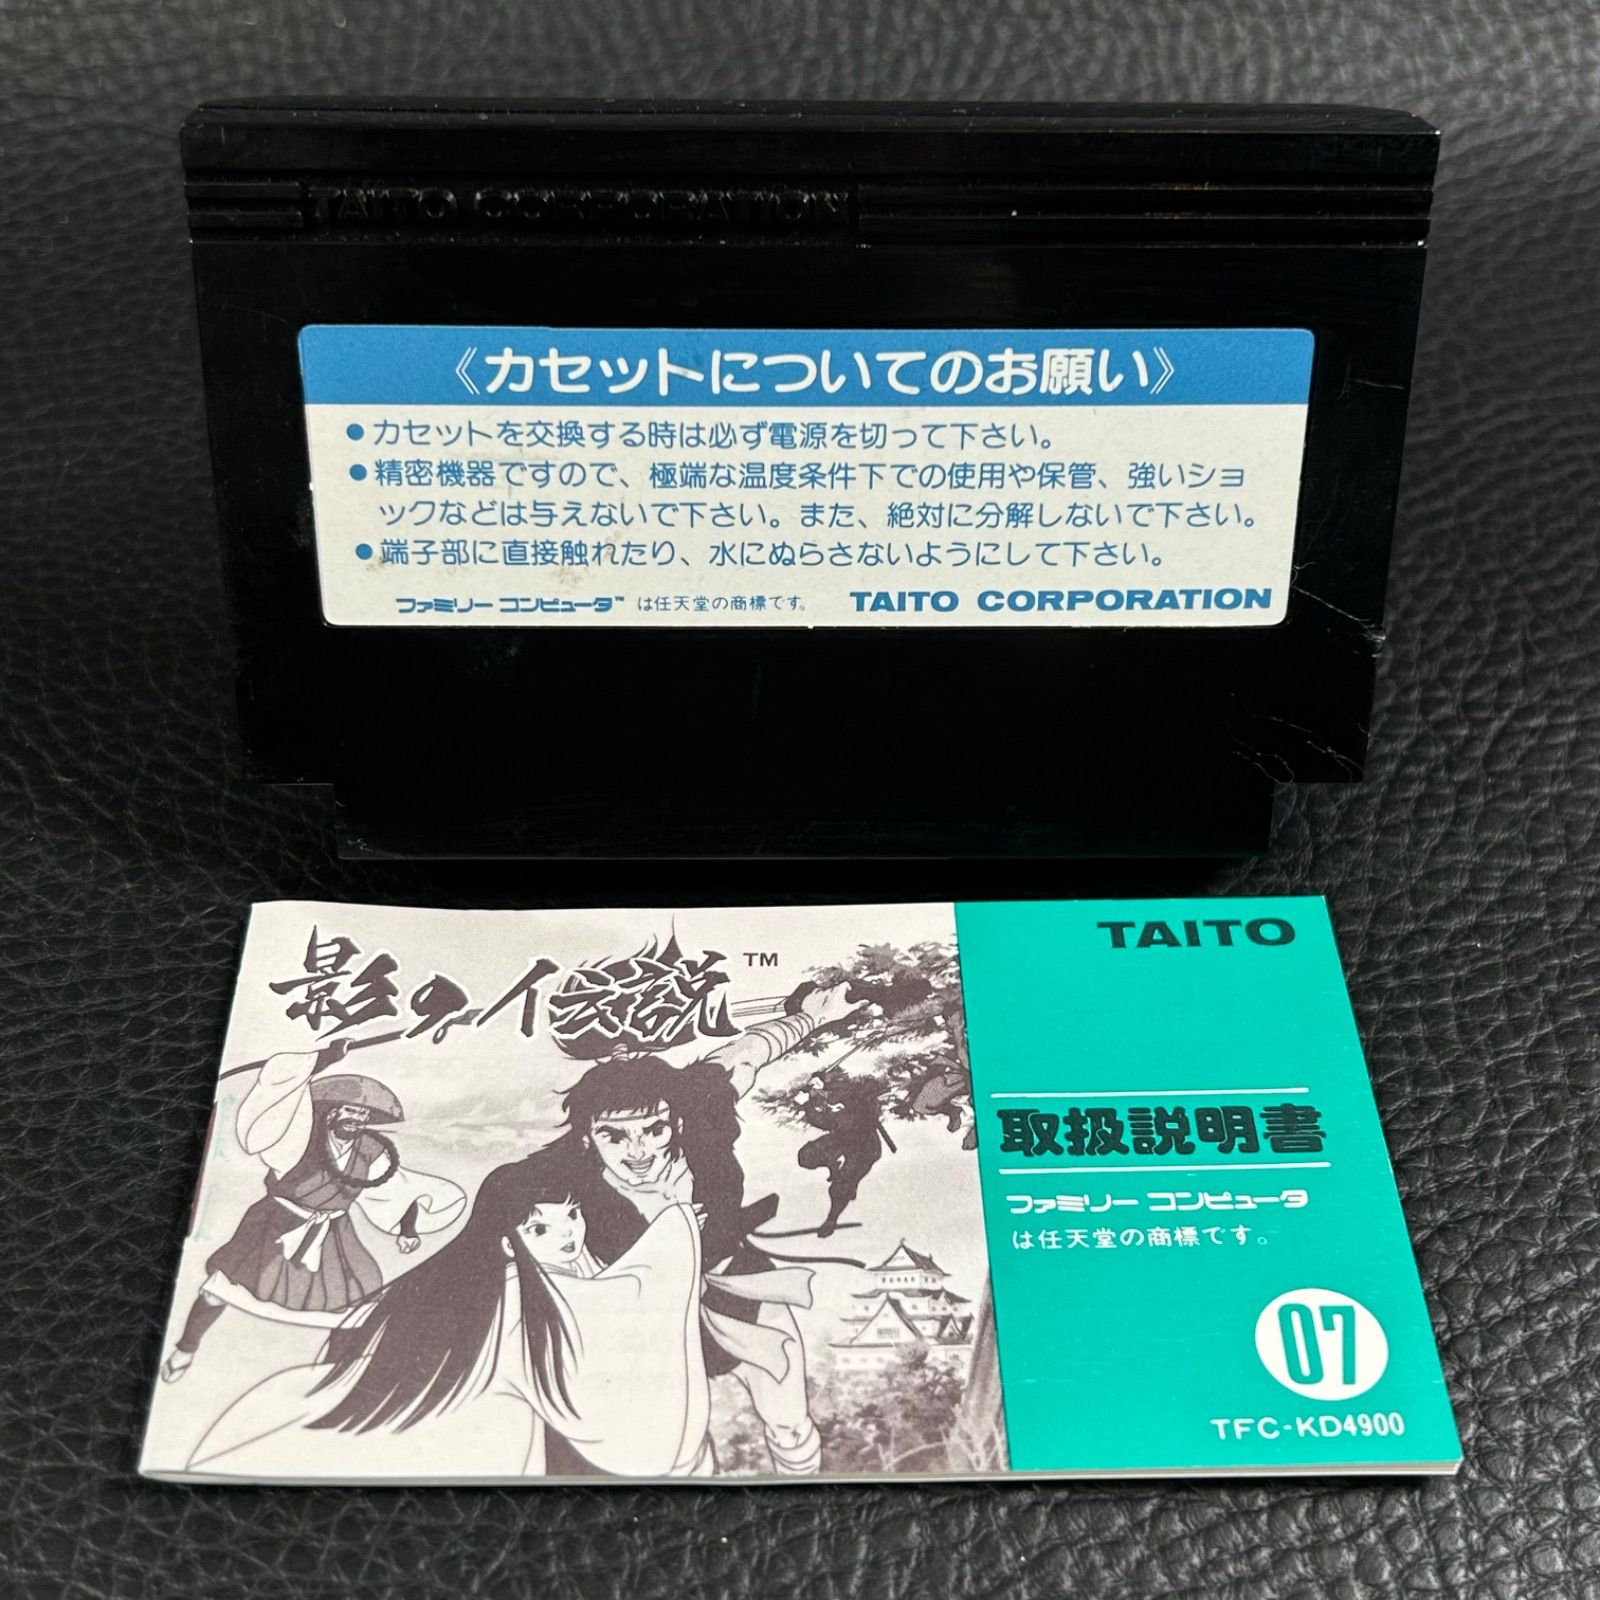 TAITO CORPORATION
《カセットについてのお願い》
●カセットを交換する時は必ず電源を切って下さい。
●精密機器ですので、極端な温度条件下での使用や保管、強いショ
ックなどは与えないで下さい。また、絶対に分解しないで下さい。
●端子部に直接触れたり、水にぬらさないようにして下さい。
ファミリーコンピュータ™は任天堂の商標です。 TAITO CORPORATION
影の伝説™
TAITO
取扱説明書
ファミリーコンピュータ
は任天堂の商標です。
07
TFC-KD4900